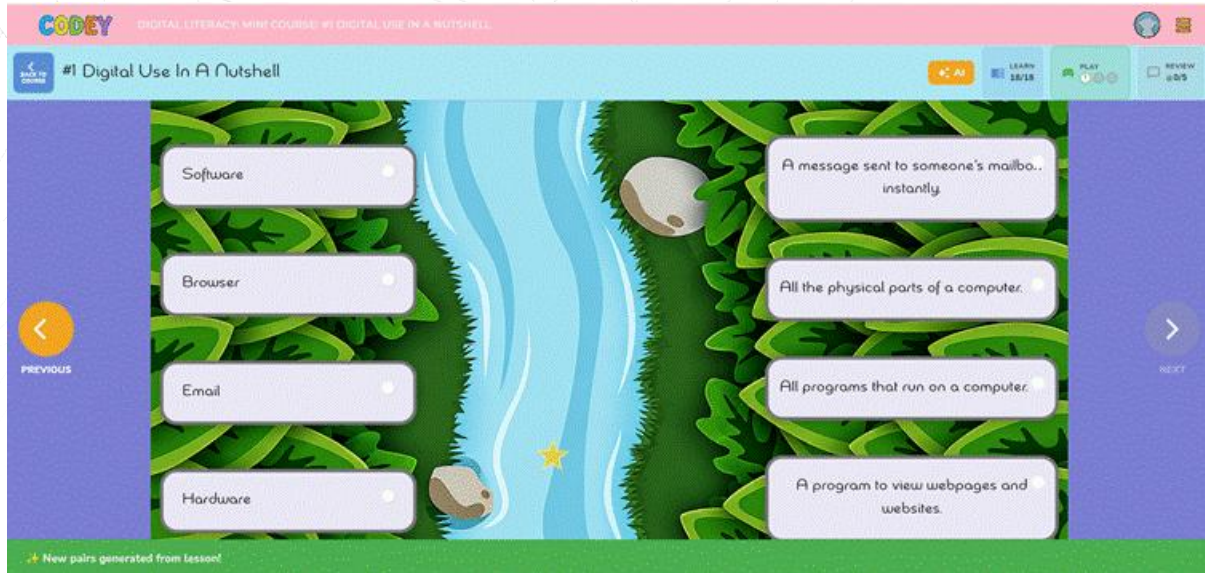 CODEY
DIGITAL LITERACY: MINI COURSE: #1 DIGITAL USE IN A NUTSHELL
BACK TO
COURSE
#1 Digital Use In A Nutshell
AI
LEARN
18/18
PLAY
REVIEW
0/5
Software
A message sent to someone's mailbo..
instantly.
Browser
All the physical parts of a computer.
PREVIOUS
NEXT
Email
All programs that run on a computer.
Hardware
A program to view webpages and
websites.
✨ New pairs generated from lesson!